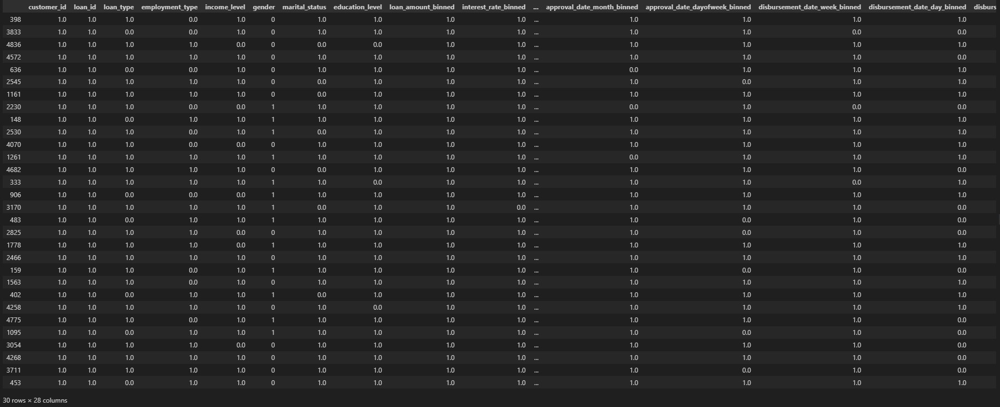 customer_id loan_id loan_type employment_type income_level gender marital_status education_level loan_amount_binned interest_rate_binned ... approval_date_month_binned approval_date_dayofweek_binned disbursement_date_week_binned disbursement_date_day_binned disburs
398 1.0 1.0 1.0 0.0 1.0 0 1.0 1.0 1.0 1.0 ... 1.0 1.0 1.0 1.0
3833 1.0 1.0 0.0 0.0 1.0 0 1.0 1.0 1.0 1.0 ... 1.0 1.0 0.0 0.0
4836 1.0 1.0 1.0 1.0 0.0 0 0.0 0.0 1.0 1.0 ... 1.0 1.0 1.0 1.0
4572 1.0 1.0 1.0 1.0 1.0 0 1.0 1.0 1.0 1.0 ... 1.0 1.0 1.0 0.0
636 1.0 1.0 0.0 0.0 1.0 0 1.0 1.0 1.0 1.0 ... 0.0 1.0 1.0 1.0
2545 1.0 1.0 1.0 1.0 1.0 0 0.0 1.0 1.0 1.0 ... 1.0 0.0 1.0 1.0
1161 1.0 1.0 1.0 1.0 1.0 0 0.0 1.0 1.0 1.0 ... 1.0 1.0 1.0 1.0
2230 1.0 1.0 1.0 0.0 0.0 1 1.0 1.0 1.0 1.0 ... 0.0 1.0 0.0 0.0
148 1.0 1.0 0.0 1.0 1.0 1 1.0 1.0 1.0 1.0 ... 1.0 1.0 1.0 1.0
2530 1.0 1.0 1.0 0.0 1.0 1 0.0 1.0 1.0 1.0 ... 1.0 1.0 1.0 1.0
4070 1.0 1.0 1.0 0.0 0.0 0 1.0 1.0 1.0 1.0 ... 1.0 1.0 1.0 1.0
1261 1.0 1.0 1.0 1.0 1.0 1 1.0 1.0 1.0 1.0 ... 0.0 1.0 1.0 1.0
4682 1.0 1.0 1.0 1.0 1.0 0 0.0 1.0 1.0 1.0 ... 1.0 1.0 1.0 0.0
333 1.0 1.0 1.0 1.0 1.0 1 1.0 0.0 1.0 1.0 ... 1.0 1.0 0.0 1.0
906 1.0 1.0 0.0 0.0 0.0 1 1.0 1.0 1.0 1.0 ... 1.0 1.0 1.0 1.0
3170 1.0 1.0 1.0 1.0 1.0 1 0.0 1.0 1.0 0.0 ... 1.0 1.0 1.0 0.0
483 1.0 1.0 0.0 1.0 1.0 1 1.0 1.0 1.0 1.0 ... 1.0 0.0 1.0 0.0
2825 1.0 1.0 1.0 1.0 0.0 0 1.0 1.0 1.0 1.0 ... 1.0 0.0 1.0 0.0
1778 1.0 1.0 1.0 1.0 0.0 1 1.0 1.0 1.0 1.0 ... 1.0 1.0 1.0 1.0
2466 1.0 1.0 1.0 1.0 1.0 0 1.0 1.0 1.0 1.0 ... 1.0 1.0 1.0 1.0
159 1.0 1.0 1.0 0.0 1.0 1 1.0 1.0 1.0 1.0 ... 1.0 0.0 1.0 0.0
1563 1.0 1.0 1.0 0.0 1.0 0 1.0 1.0 1.0 1.0 ... 1.0 1.0 1.0 1.0
402 1.0 1.0 0.0 1.0 1.0 1 0.0 1.0 1.0 1.0 ... 1.0 1.0 1.0 1.0
4258 1.0 1.0 1.0 1.0 1.0 0 1.0 0.0 1.0 1.0 ... 1.0 1.0 1.0 1.0
4775 1.0 1.0 1.0 0.0 1.0 1 1.0 1.0 1.0 1.0 ... 1.0 1.0 1.0 0.0
1095 1.0 1.0 0.0 1.0 1.0 1 1.0 1.0 1.0 1.0 ... 1.0 0.0 1.0 0.0
3054 1.0 1.0 1.0 1.0 0.0 0 1.0 1.0 1.0 1.0 ... 1.0 1.0 1.0 0.0
4268 1.0 1.0 1.0 1.0 1.0 0 1.0 1.0 1.0 1.0 ... 1.0 1.0 1.0 0.0
3711 1.0 1.0 1.0 1.0 1.0 0 1.0 1.0 1.0 1.0 ... 1.0 0.0 1.0 0.0
453 1.0 1.0 0.0 1.0 1.0 0 1.0 1.0 1.0 1.0 ... 1.0 1.0 1.0 1.0
30 rows × 28 columns